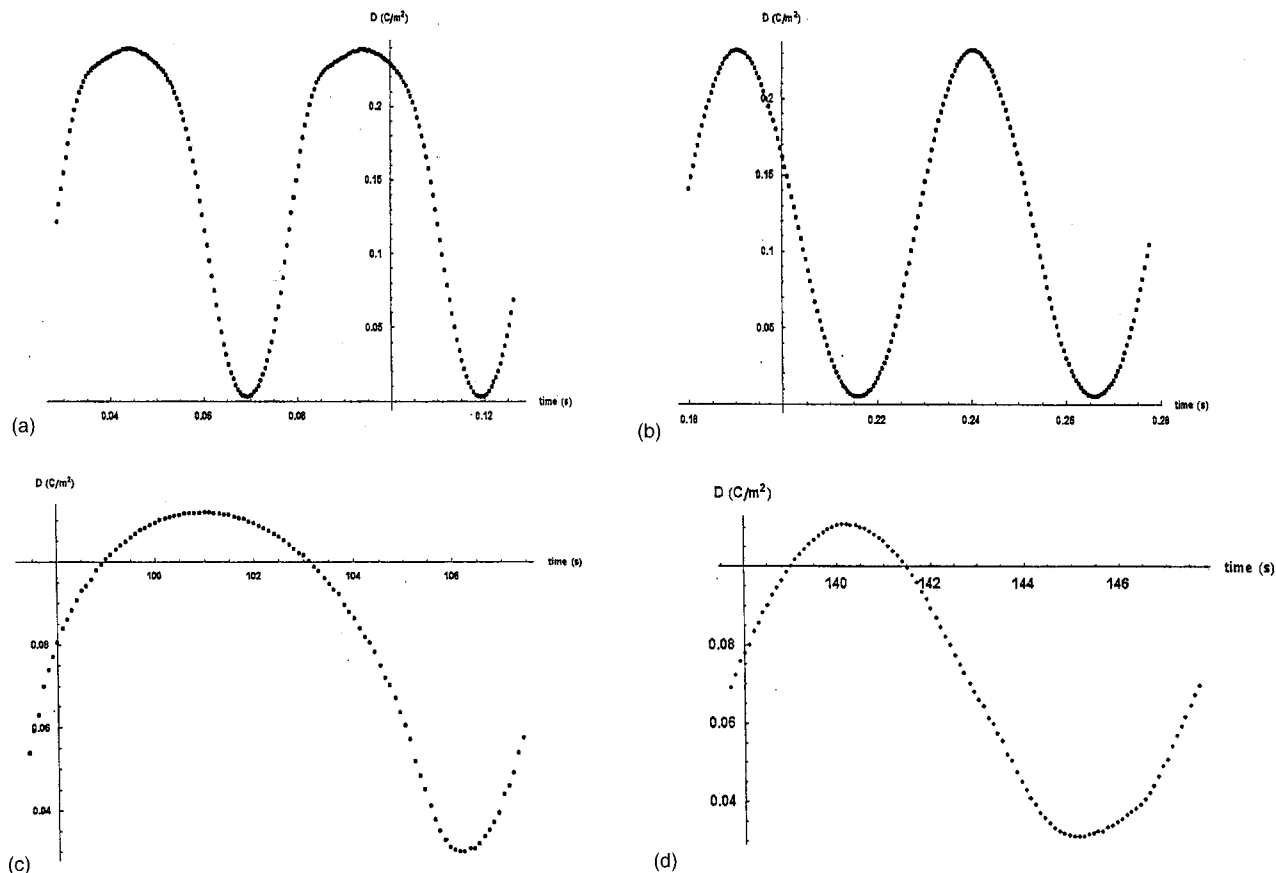 D (C/m²)
0.2
0.15
0.1
0.05
0.04 0.06 0.08 0.12 time (s)
(a)
0.2
0.15
0.1
0.05
0.18 0.22 0.24 0.26 0.28 time (s)
(b)
D (C/m²)
100 102 104 106 time (s)
0.08
0.06
0.04
(c)
D (C/m²)
140 142 144 146 time (s)
0.08
0.06
0.04
(d)